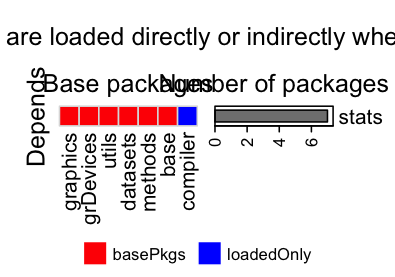 are loaded directly or indirectly whe
Base packages
Number of packages
Depends
stats
0 2 4 6
graphics
grDevices
utils
datasets
methods
base
compiler
basePkgs
loadedOnly